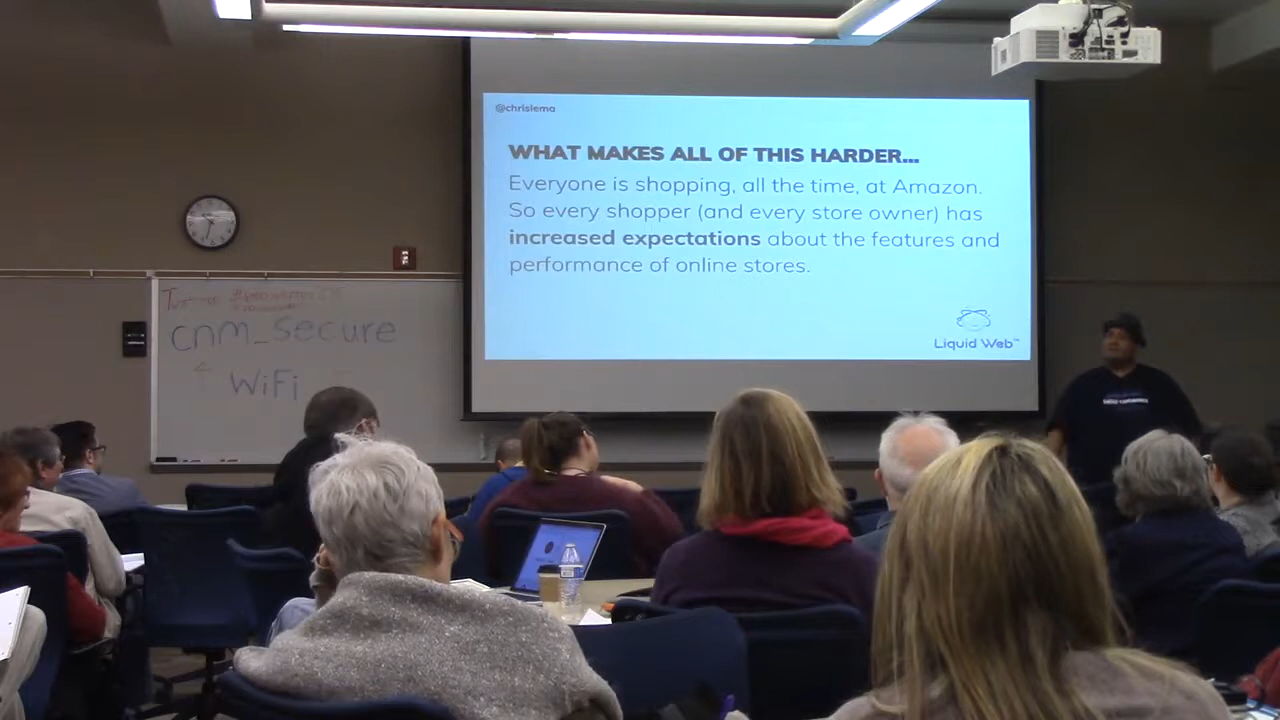 @chrislema
WHAT MAKES ALL OF THIS HARDER...
Everyone is shopping, all the time, at Amazon.
So every shopper (and every store owner) has
increased expectations about the features and
performance of online stores.
Liquid Web™
cnm_secure
WiFi